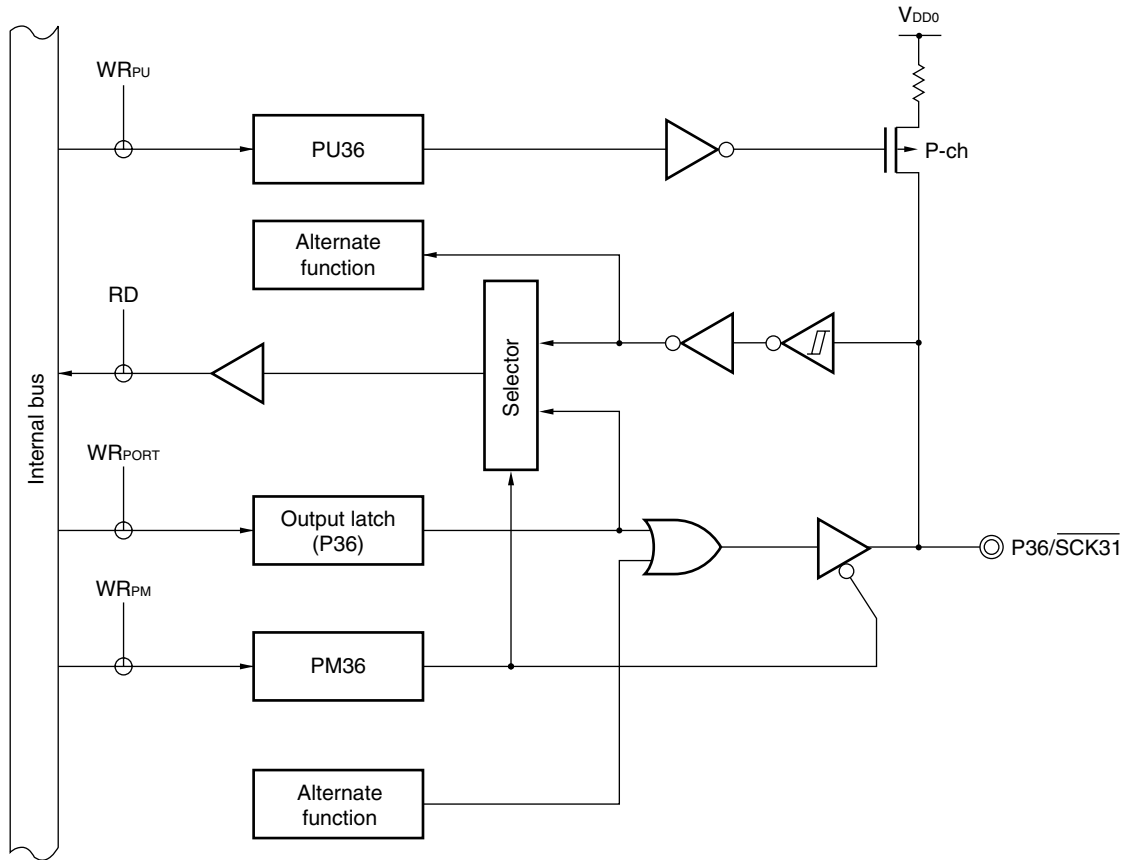 VDD0
WRPU
PU36
P-ch
Alternate
function
RD
Selector
Internal bus
WRPORT
Output latch
(P36)
P36/SCK31
WRPM
PM36
Alternate
function